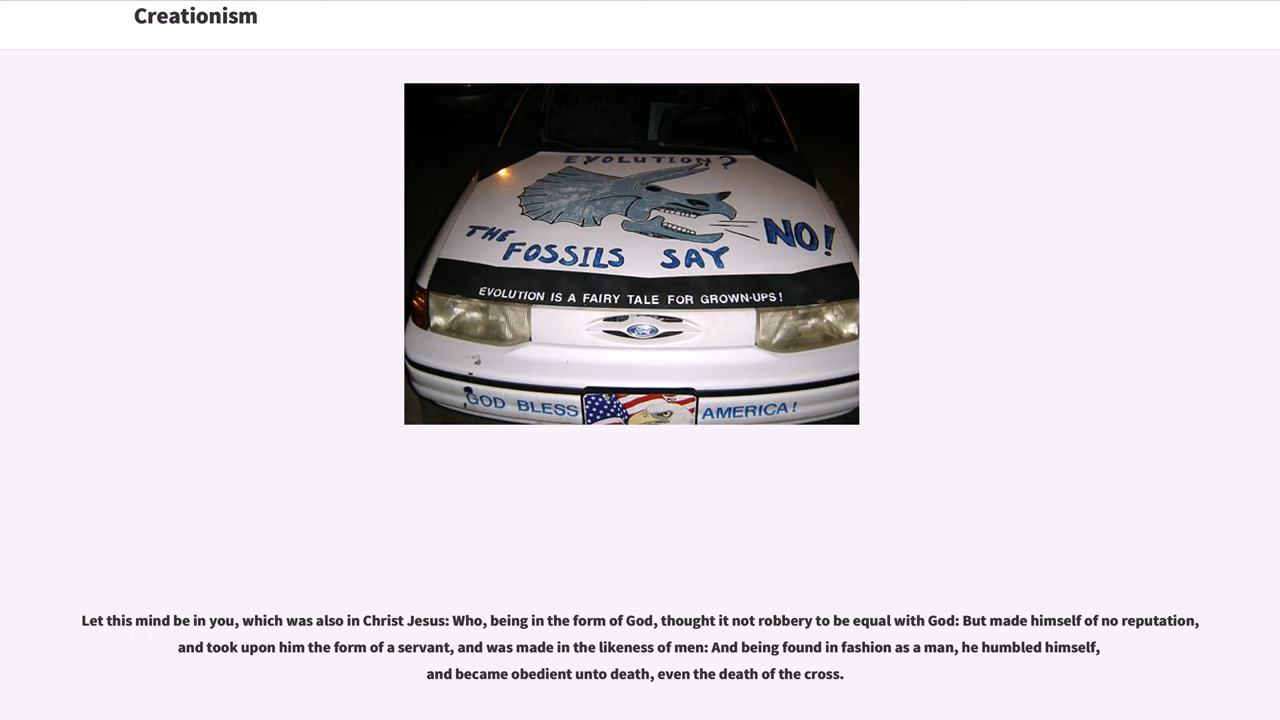 Creationism
EVOLUTION?
THE
FOSSILS SAY
NO!
EVOLUTION IS A FAIRY TALE FOR GROWN-UPS!
Ford
GOD BLESS AMERICA!
Let this mind be in you, which was also in Christ Jesus: Who, being in the form of God, thought it not robbery to be equal with God: But made himself of no reputation,
and took upon him the form of a servant, and was made in the likeness of men: And being found in fashion as a man, he humbled himself,
and became obedient unto death, even the death of the cross.